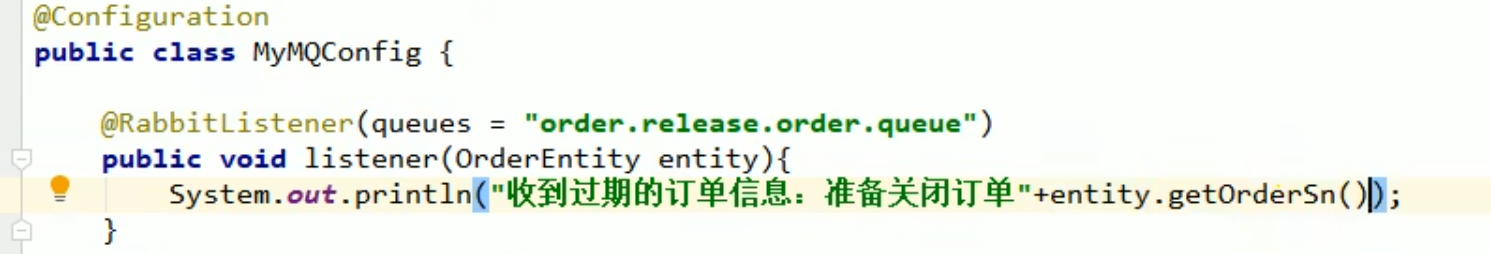 @Configuration
public class MyMQConfig {
@RabbitListener(queues = "order.release.order.queue")
public void listener(OrderEntity entity){
System.out.println("收到过期的订单信息：准备关闭订单"+entity.getOrderSn());
}